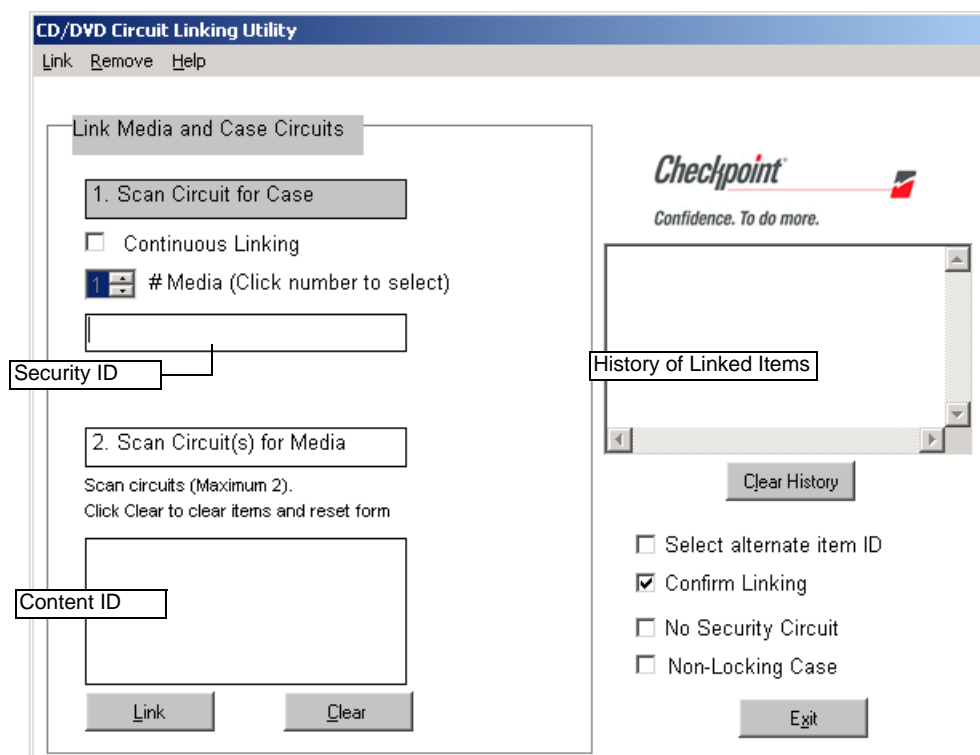 CD/DVD Circuit Linking Utility
Link Remove Help
Link Media and Case Circuits
1. Scan Circuit for Case
Continuous Linking
1 # Media (Click number to select)
Security ID
2. Scan Circuit(s) for Media
Scan circuits (Maximum 2).
Click Clear to clear items and reset form
Content ID
Link Clear
Checkpoint
Confidence. To do more.
History of Linked Items
Clear History
Select alternate item ID
Confirm Linking
No Security Circuit
Non-Locking Case
Exit